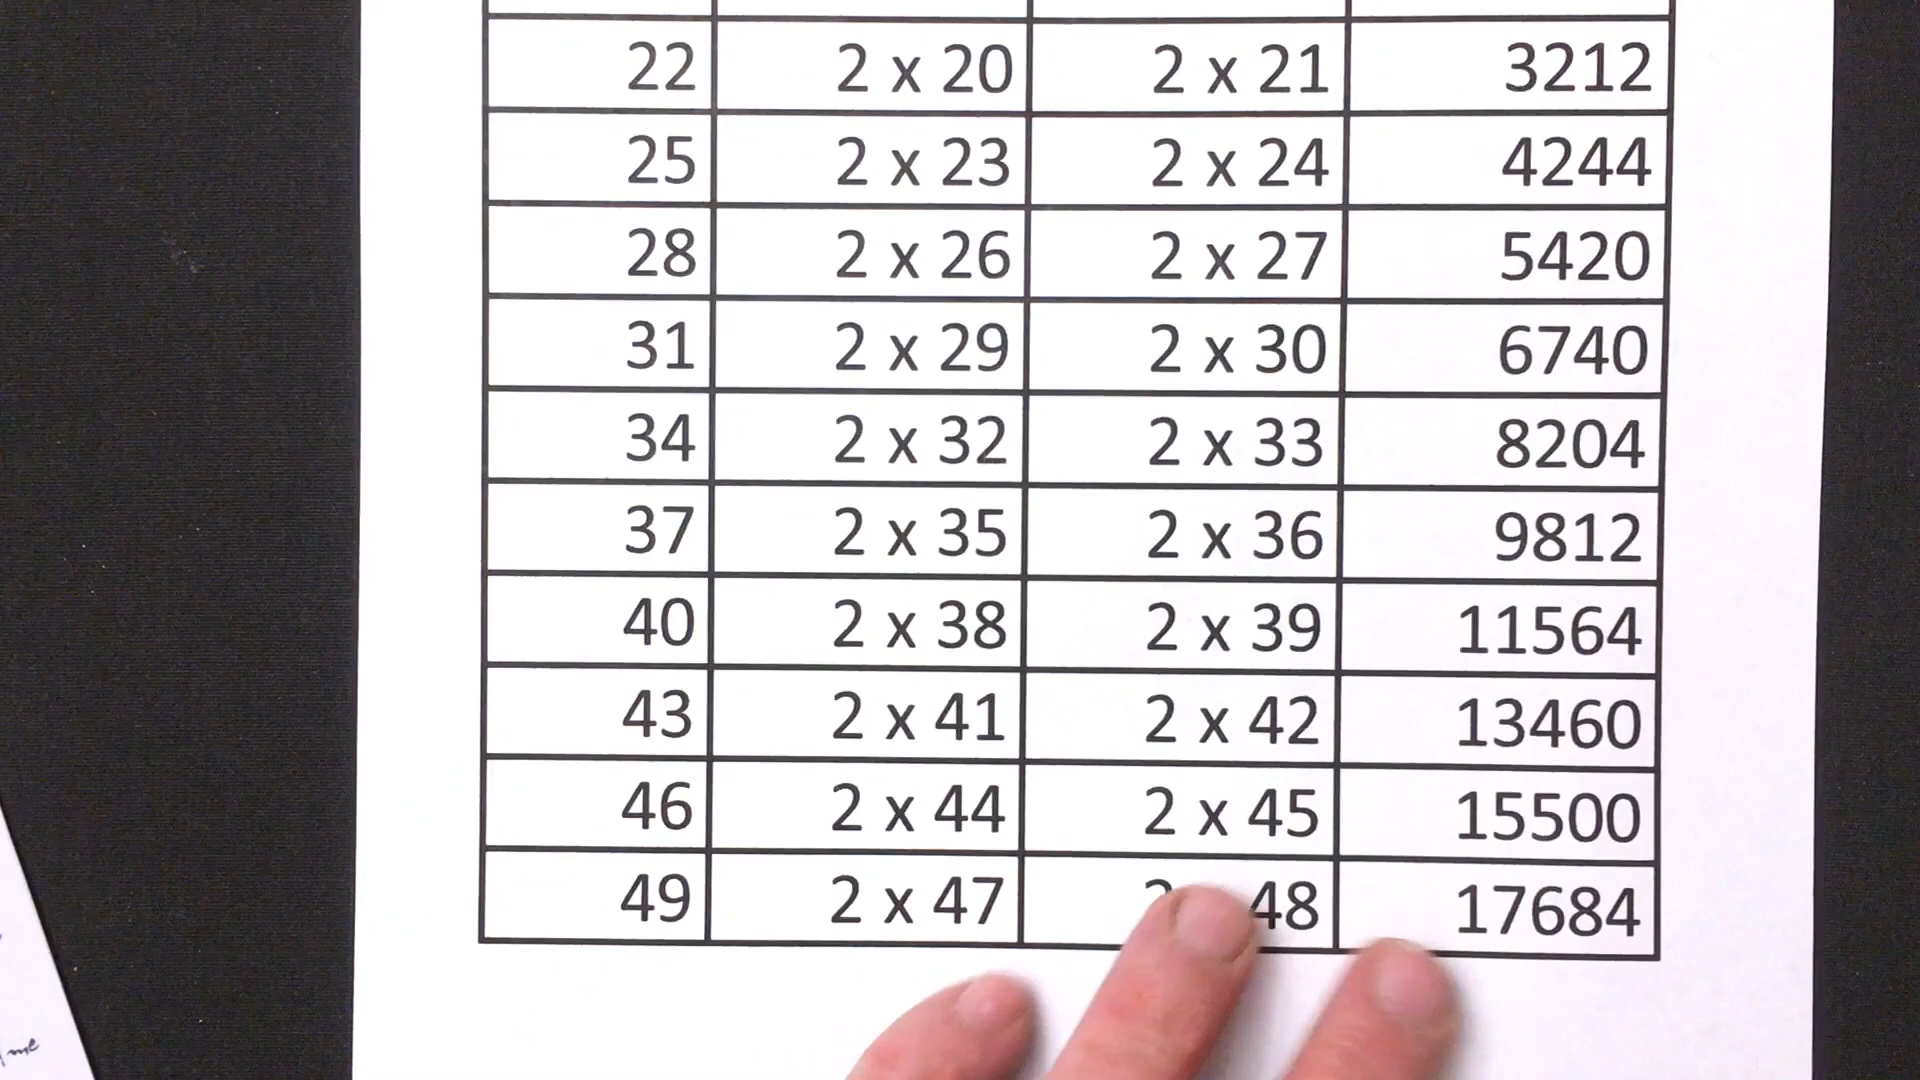 22 2 x 20 2 x 21 3212
25 2 x 23 2 x 24 4244
28 2 x 26 2 x 27 5420
31 2 x 29 2 x 30 6740
34 2 x 32 2 x 33 8204
37 2 x 35 2 x 36 9812
40 2 x 38 2 x 39 11564
43 2 x 41 2 x 42 13460
46 2 x 44 2 x 45 15500
49 2 x 47 48 17684